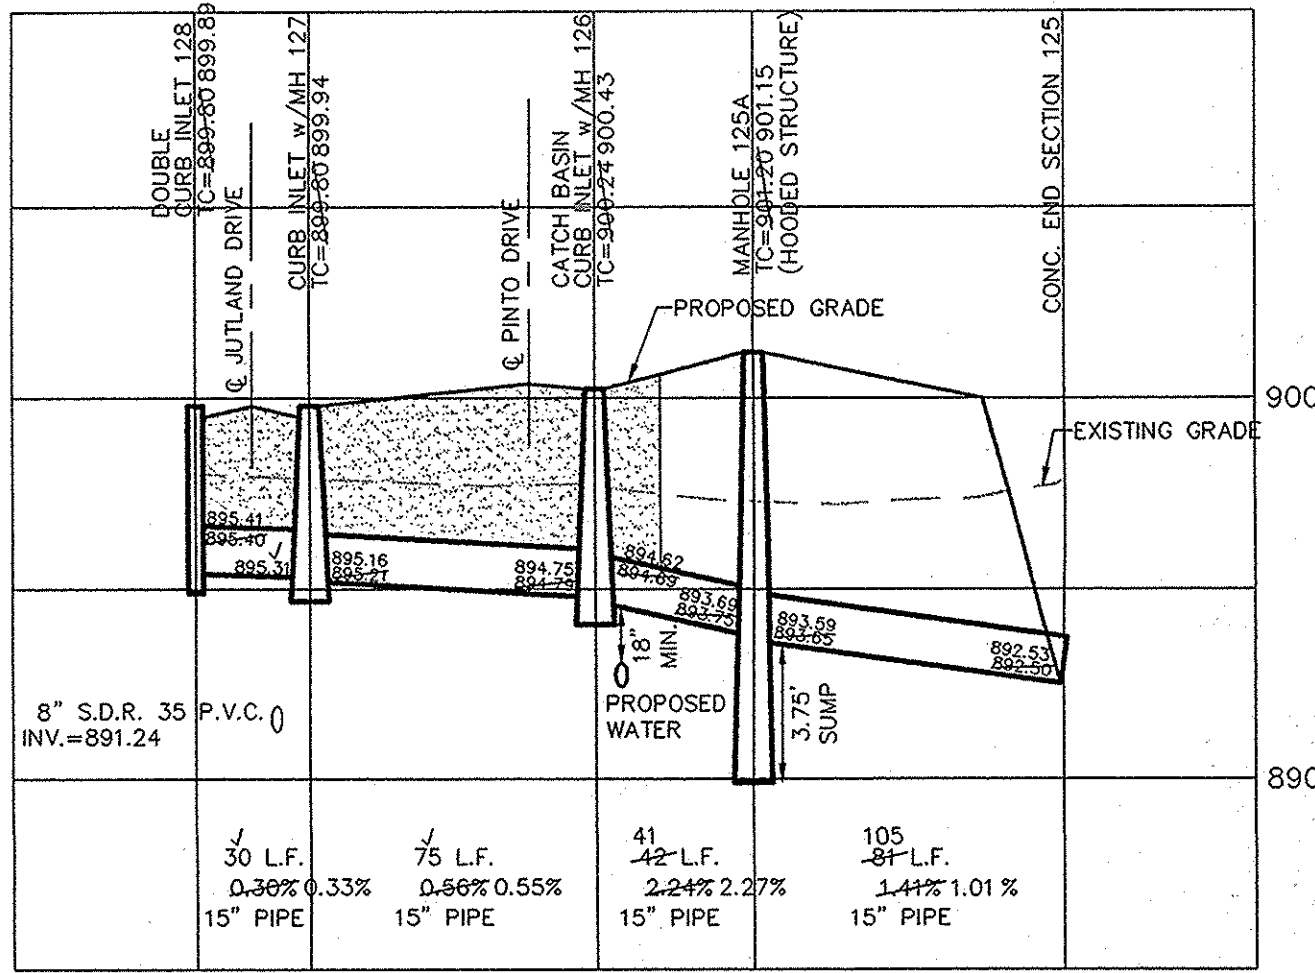 DOUBLE
CURB INLET 128
TC=899.80 899.89
℄ JUTLAND DRIVE
CURB INLET w/MH 127
TC=899.80 899.94
℄ PINTO DRIVE
CATCH BASIN
CURB INLET w/MH 126
TC=900.24 900.43
MANHOLE 125A
TC=901.20 901.15
(HOODED STRUCTURE)
CONC. END SECTION 125
PROPOSED GRADE
900
EXISTING GRADE
895.41
895.40
√
895.31
895.16
895.21
894.75
894.79
894.62
894.69
893.69
893.75
893.59
893.65
892.53
892.50
18"
MIN.
PROPOSED
WATER
3.75'
SUMP
8" S.D.R. 35 P.V.C.
INV.=891.24
890
√
30 L.F.
0.30% 0.33%
15" PIPE
√
75 L.F.
0.56% 0.55%
15" PIPE
41
42 L.F.
2.24% 2.27%
15" PIPE
105
81 L.F.
1.41% 1.01 %
15" PIPE